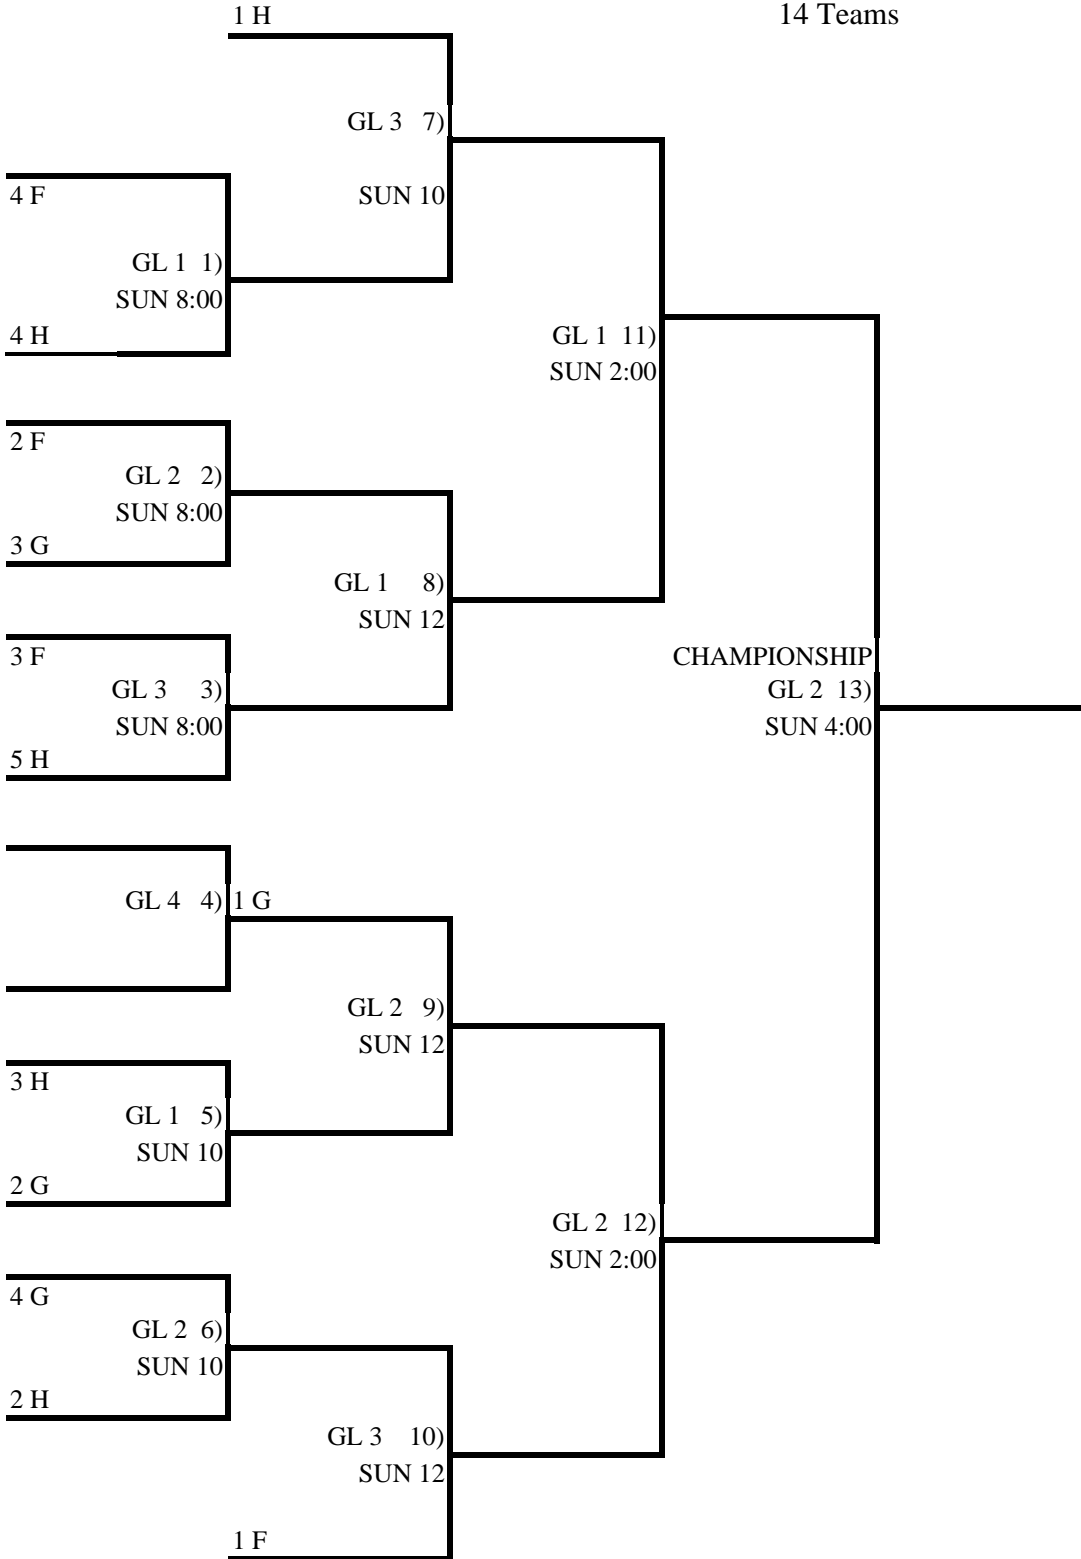 1 H
14 Teams
GL 3 7)
4 F
SUN 10
GL 1 1)
SUN 8:00
4 H
GL 1 11)
SUN 2:00
2 F
GL 2 2)
SUN 8:00
3 G
GL 1 8)
SUN 12
3 F
CHAMPIONSHIP
GL 3 3)
GL 2 13)
SUN 8:00
SUN 4:00
5 H
GL 4 4) 1 G
GL 2 9)
SUN 12
3 H
GL 1 5)
SUN 10
2 G
GL 2 12)
SUN 2:00
4 G
GL 2 6)
SUN 10
2 H
GL 3 10)
SUN 12
1 F